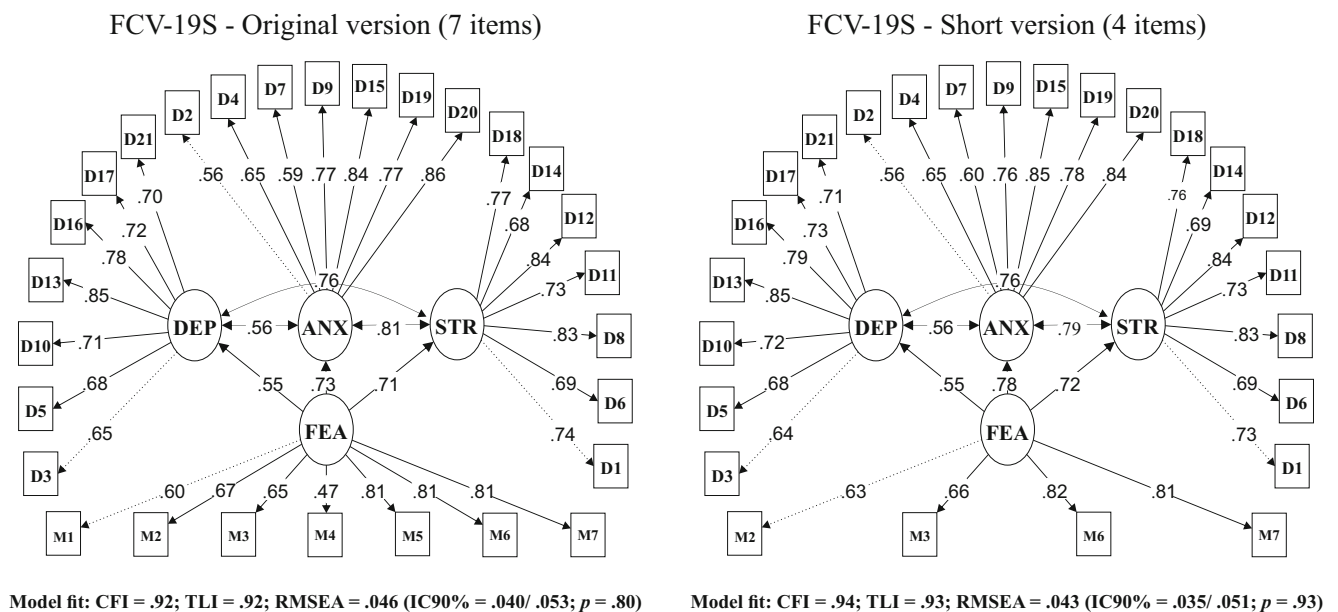 FCV-19S - Original version (7 items)
D2 D4 D7 D9 D15 D19 D20
D21 D18
D17 D14
D16 D12
D13 D11
D10 D8
D5 D6
D3 D1
.56 .65 .59 .77 .84 .77 .86
.70 .77
.72 .68
.78 .84
.85 .73
.71 .83
.68 .69
.65 .74
.76
DEP .56 ANX .81 STR
.55 .73 .71
FEA
.60 .67 .65 .47 .81 .81 .81
M1 M2 M3 M4 M5 M6 M7
Model fit: CFI = .92; TLI = .92; RMSEA = .046 (IC90% = .040/ .053; p = .80)
FCV-19S - Short version (4 items)
D2 D4 D7 D9 D15 D19 D20
D21 D18
D17 D14
D16 D12
D13 D11
D10 D8
D5 D6
D3 D1
.56 .65 .60 .76 .85 .78 .84
.71 .76
.73 .69
.79 .84
.85 .73
.72 .83
.68 .69
.64 .73
.76
DEP .56 ANX .79 STR
.55 .78 .72
FEA
.63 .66 .82 .81
M2 M3 M6 M7
Model fit: CFI = .94; TLI = .93; RMSEA = .043 (IC90% = .035/ .051; p = .93)